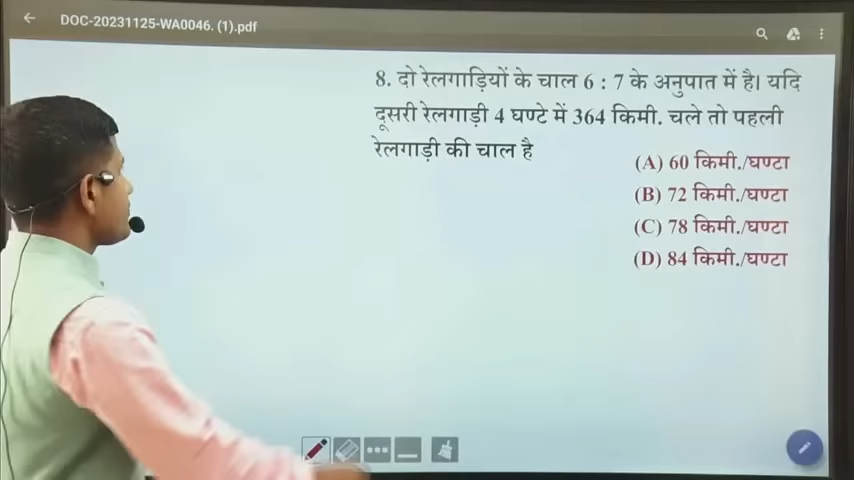 DOC-20231125-WA0046. (1).pdf
8. दो रेलगाड़ियों के चाल 6 : 7 के अनुपात में है। यदि
दूसरी रेलगाड़ी 4 घण्टे में 364 किमी. चले तो पहली
रेलगाड़ी की चाल है
(A) 60 किमी./घण्टा
(B) 72 किमी./घण्टा
(C) 78 किमी./घण्टा
(D) 84 किमी./घण्टा